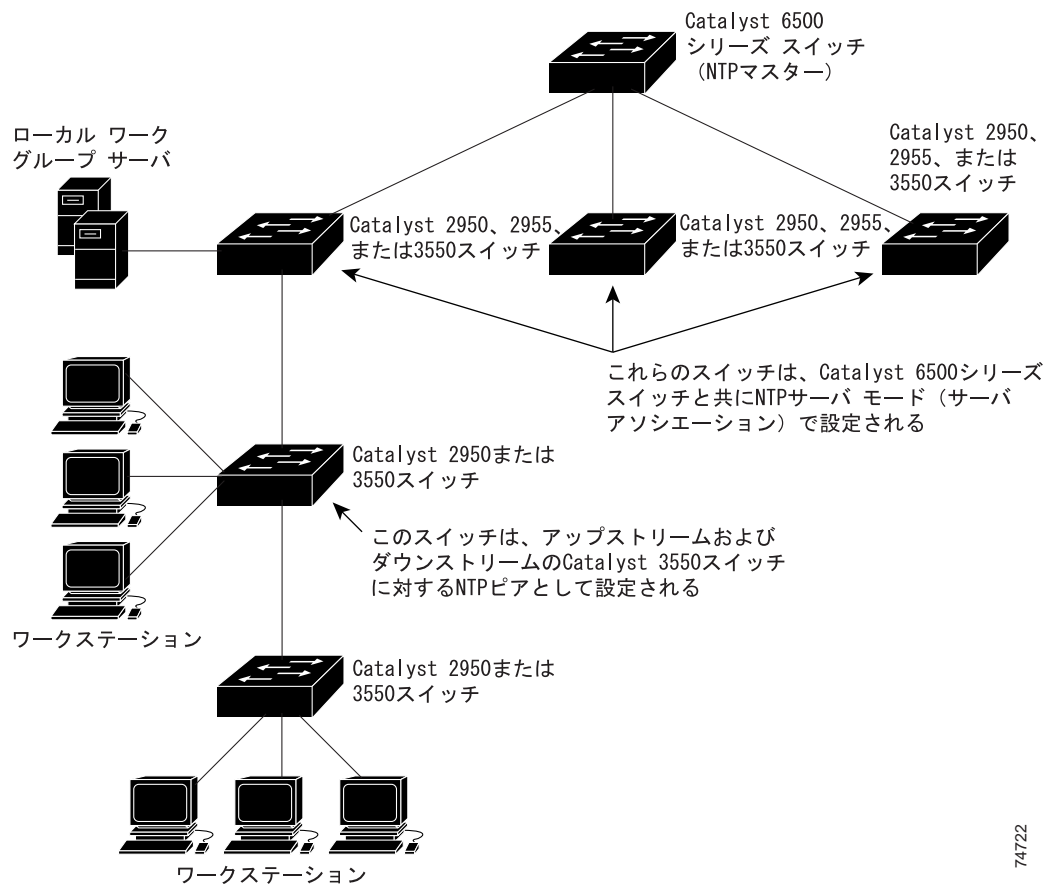 Catalyst 6500
シリーズ スイッチ
(NTPマスター)
ローカル ワーク
グループ サーバ
Catalyst 2950、
2955、または
3550スイッチ
Catalyst 2950、2955、
または3550スイッチ
Catalyst 2950、2955、
または3550スイッチ
これらのスイッチは、Catalyst 6500シリーズ
スイッチと共にNTPサーバ モード(サーバ
アソシエーション)で設定される
Catalyst 2950または
3550スイッチ
このスイッチは、アップストリームおよび
ダウンストリームのCatalyst 3550スイッチ
に対するNTPピアとして設定される
ワークステーション
Catalyst 2950または
3550スイッチ
ワークステーション
74722